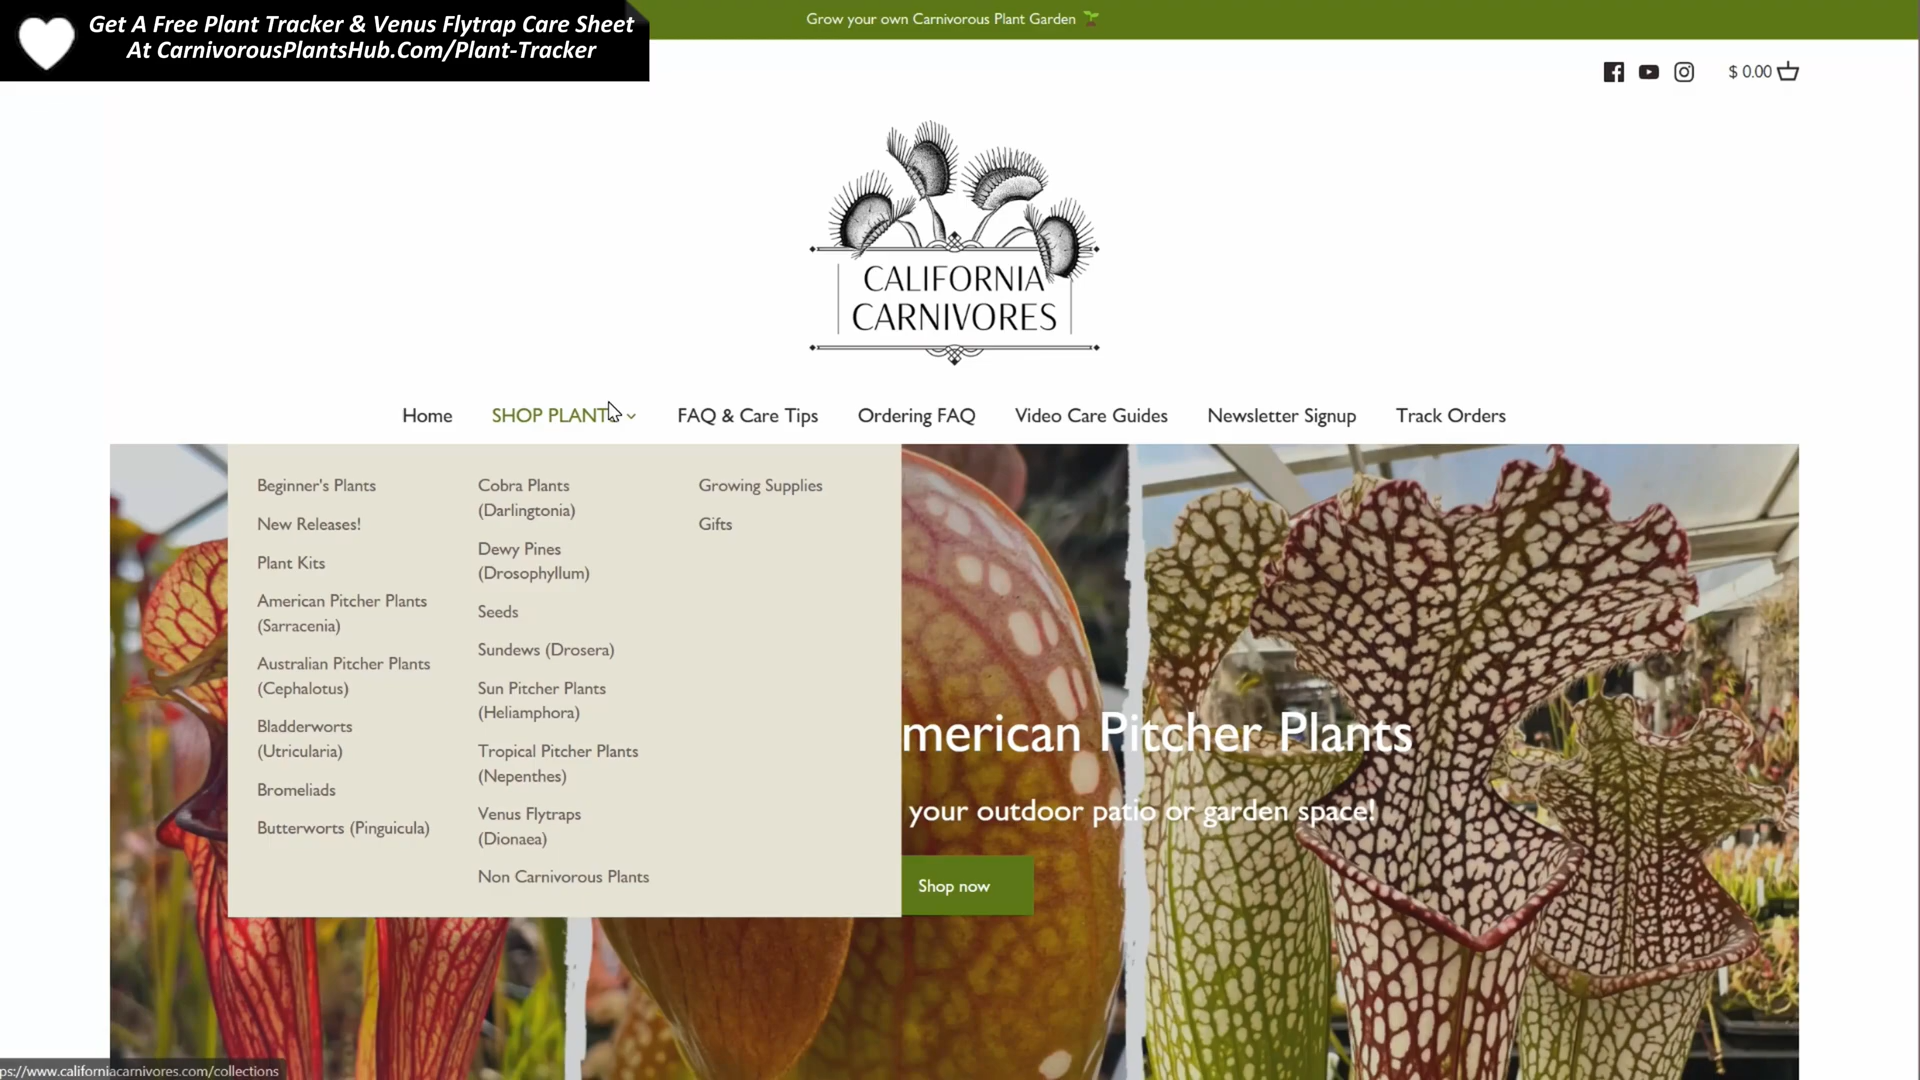 Get A Free Plant Tracker & Venus Flytrap Care Sheet
At CarnivorousPlantsHub.Com/Plant-Tracker
Grow your own Carnivorous Plant Garden
$ 0.00
CALIFORNIA
CARNIVORES
Home
SHOP PLANT
FAQ & Care Tips
Ordering FAQ
Video Care Guides
Newsletter Signup
Track Orders
Beginner's Plants
New Releases!
Plant Kits
American Pitcher Plants
(Sarracenia)
Australian Pitcher Plants
(Cephalotus)
Bladderworts
(Utricularia)
Bromeliads
Butterworts (Pinguicula)
Cobra Plants
(Darlingtonia)
Dewy Pines
(Drosophyllum)
Seeds
Sundews (Drosera)
Sun Pitcher Plants
(Heliamphora)
Tropical Pitcher Plants
(Nepenthes)
Venus Flytraps
(Dionaea)
Non Carnivorous Plants
Growing Supplies
Gifts
merican Pitcher Plants
your outdoor patio or garden space!
Shop now
ps://www.californiacarnivores.com/collections